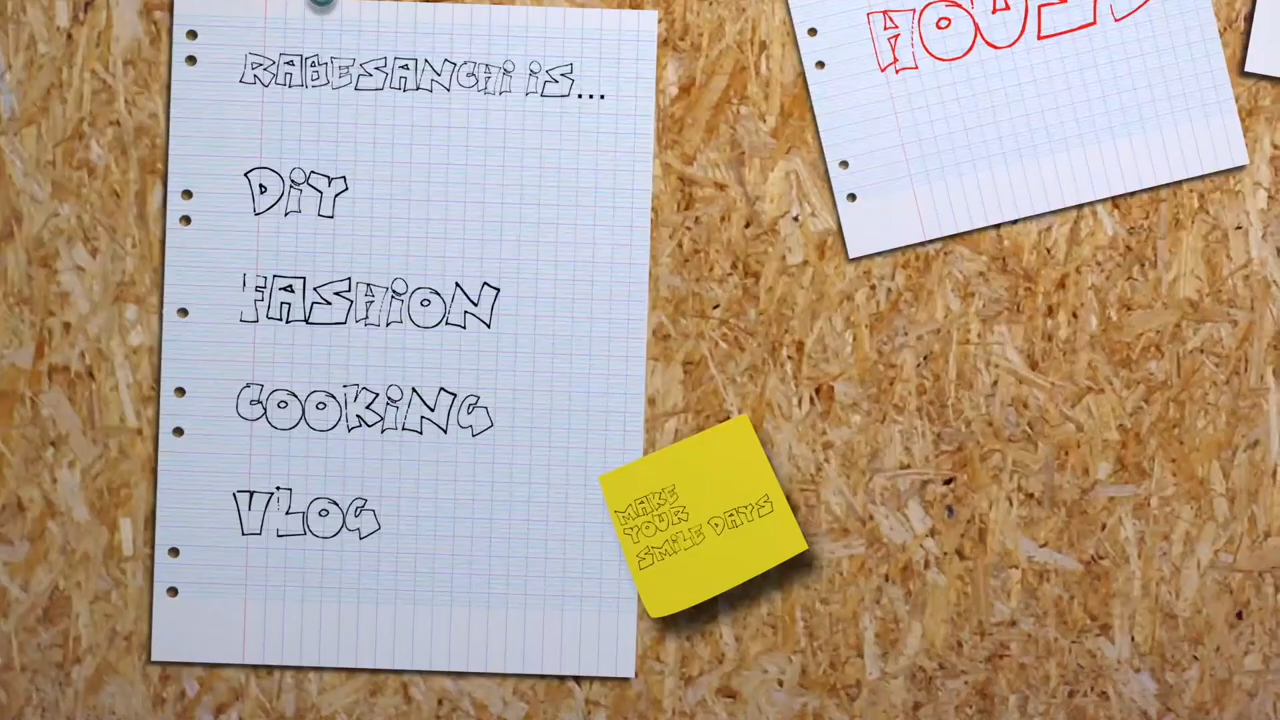 RABESANCHI IS...
DIY
FASHION
COOKING
VLOG
MAKE
YOUR
SMILE DAYS